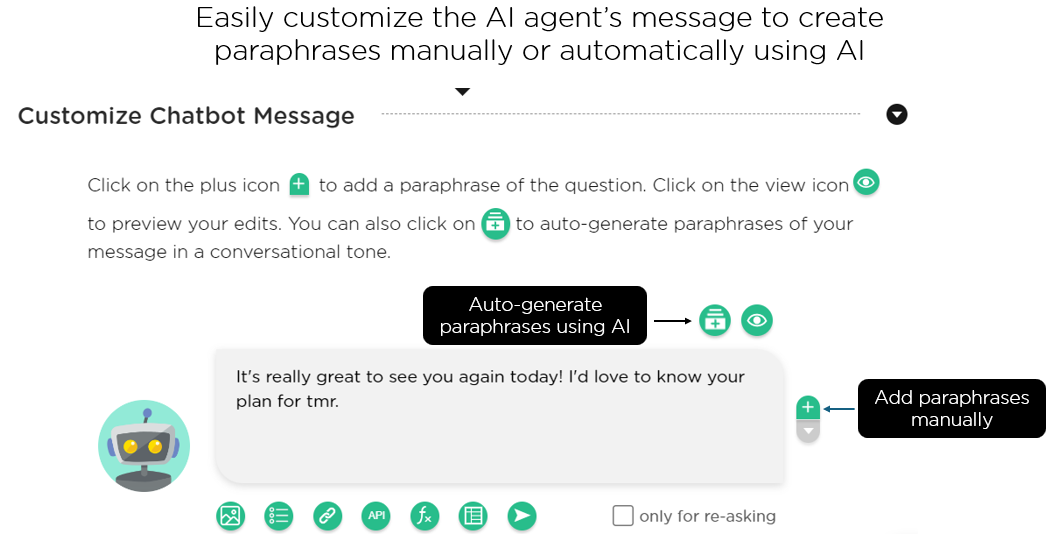 Easily customize the AI agent’s message to create
paraphrases manually or automatically using AI
Customize Chatbot Message
Click on the plus icon + to add a paraphrase of the question. Click on the view icon
to preview your edits. You can also click on to auto-generate paraphrases of your
message in a conversational tone.
Auto-generate
paraphrases using AI
It's really great to see you again today! I'd love to know your
plan for tmr.
Add paraphrases
manually
API
fx
only for re-asking